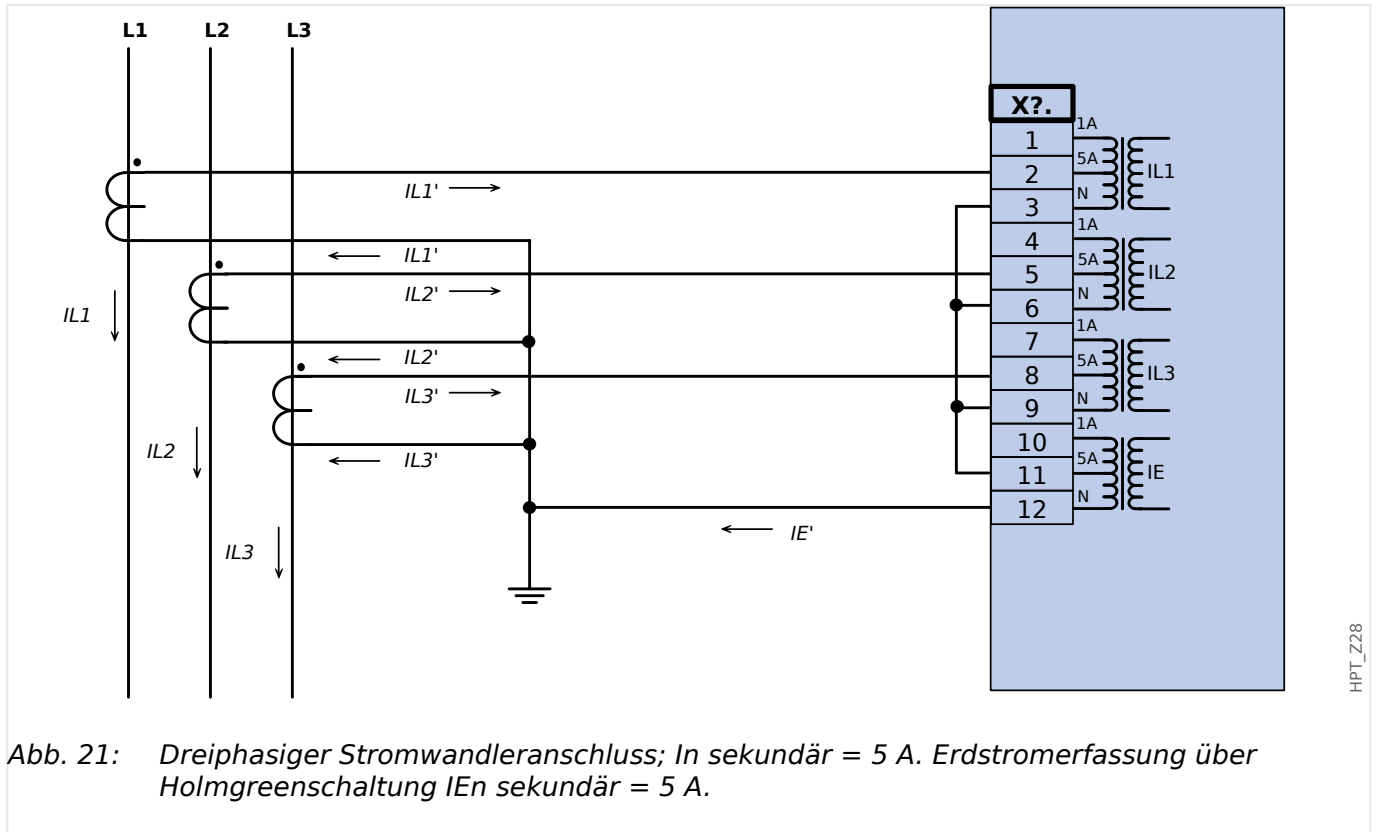 L1 L2 L3
X?.
1 1A
2 5A IL1
3 N
4 1A
5 5A IL2
6 N
7 1A
8 5A IL3
9 N
10 1A
11 5A IE
12 N
IL1'
IL1'
IL2'
IL1
IL2'
IL3'
IL2
IL3'
IE'
IL3
HPT_Z28
Abb. 21: Dreiphasiger Stromwandleranschluss; In sekundär = 5 A. Erdstromerfassung über
Holmgreenschaltung IEn sekundär = 5 A.